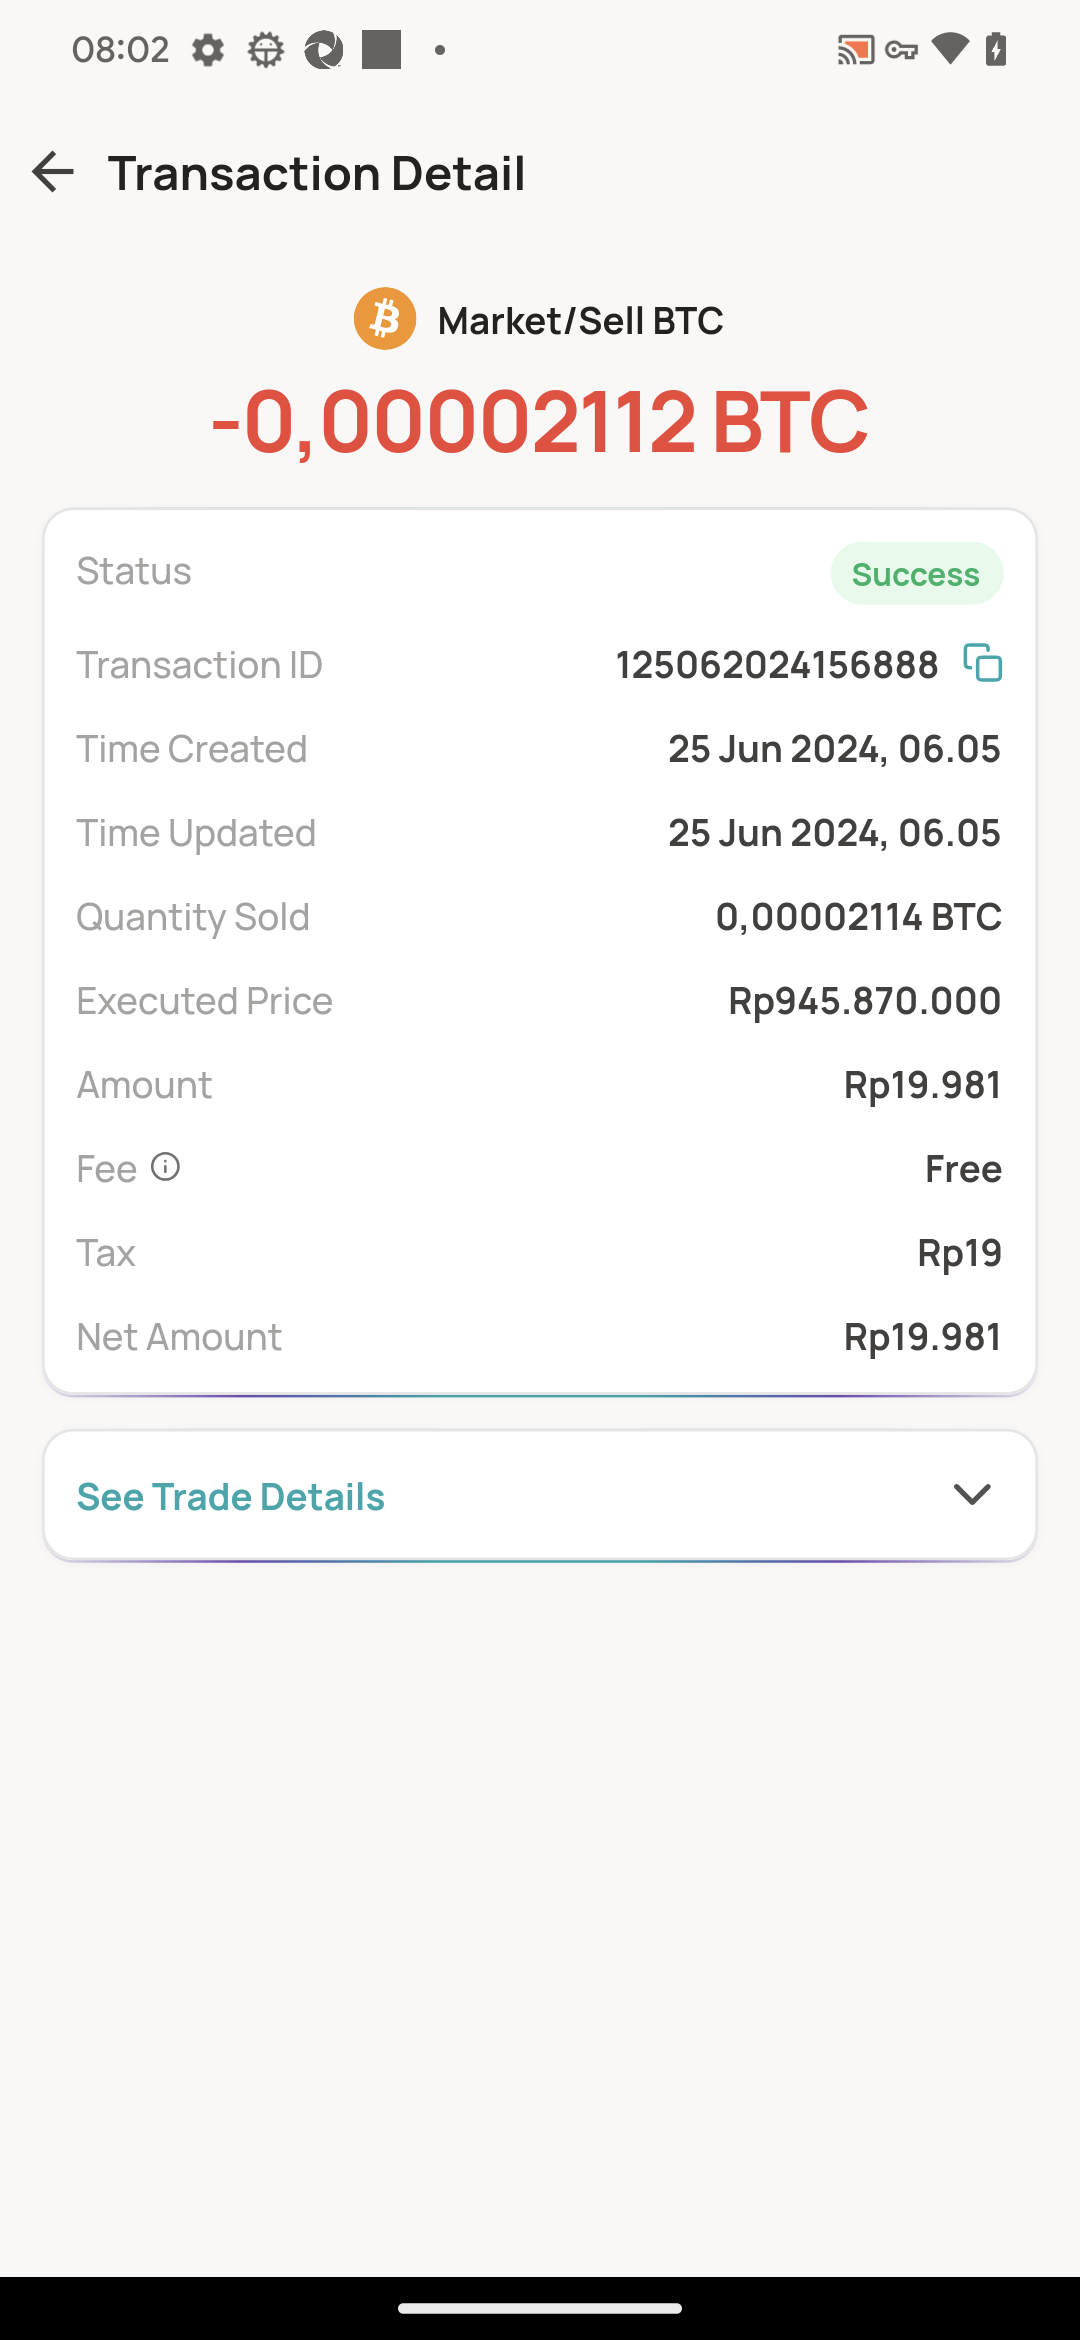 08:02
Transaction Detail
Market/Sell BTC
-0,00002112 BTC
Status Success
Transaction ID 125062024156888
Time Created 25 Jun 2024, 06.05
Time Updated 25 Jun 2024, 06.05
Quantity Sold 0,00002114 BTC
Executed Price Rp945.870.000
Amount Rp19.981
Fee Free
Tax Rp19
Net Amount Rp19.981
See Trade Details